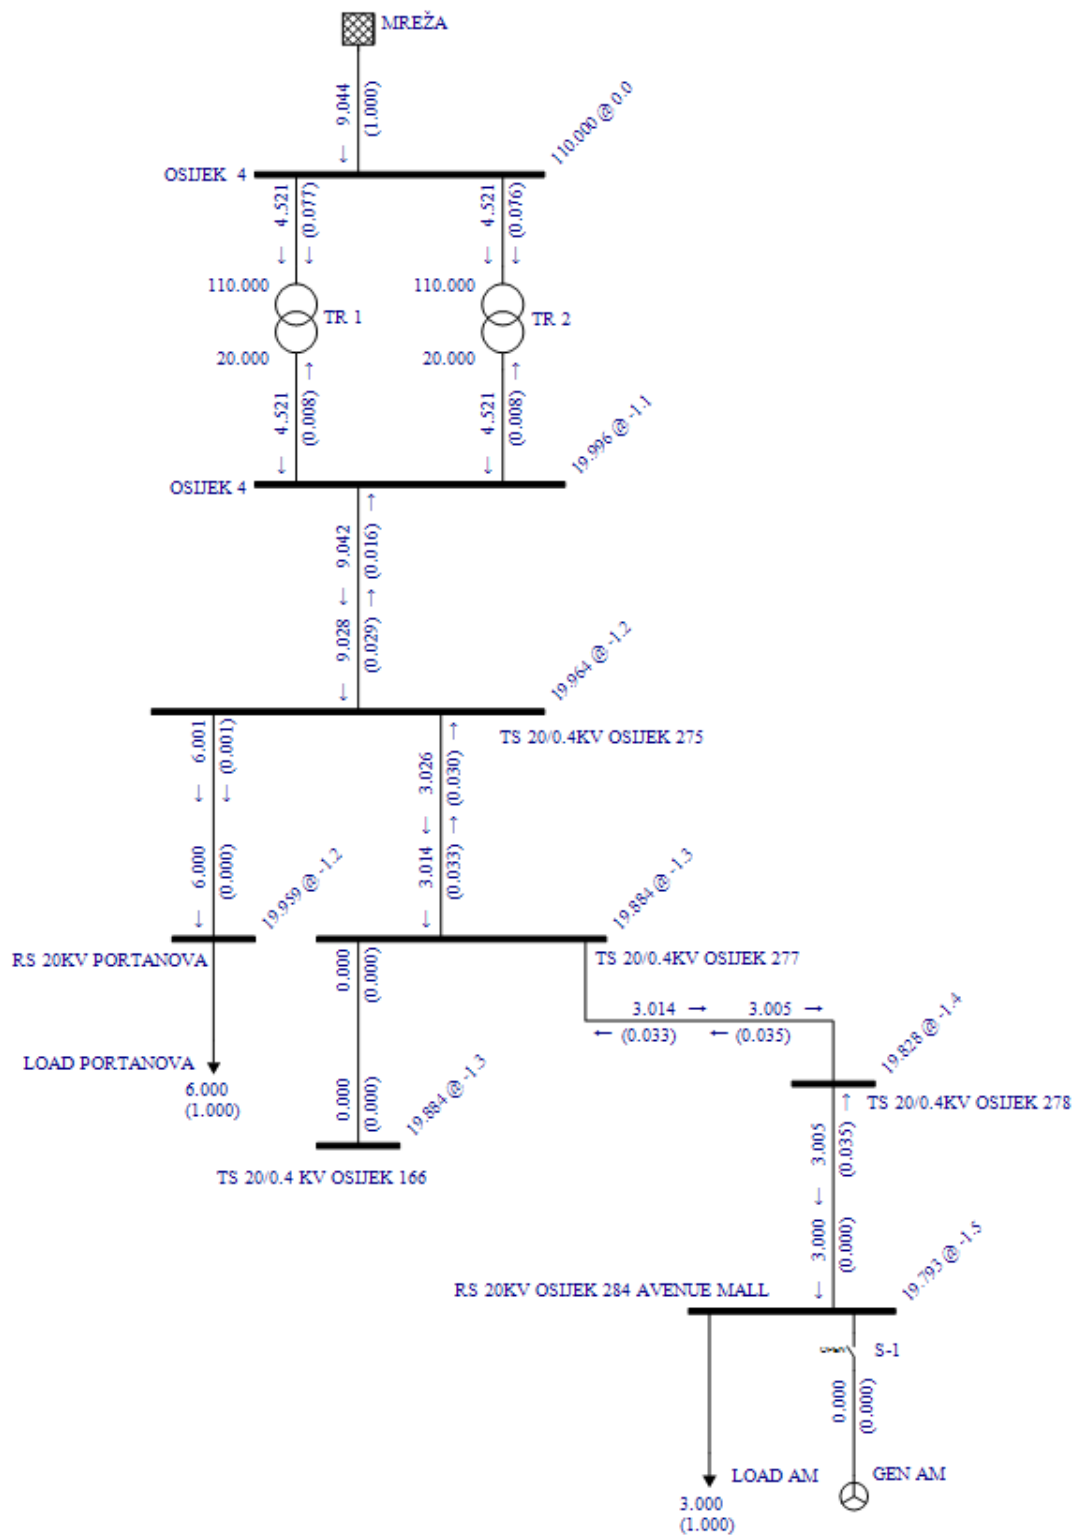 MREŽA
9.044 →
(1.000)
110.000 @ 0.0
OSIJEK 4
← 4.521
← (0.077)
← 4.521
← (0.076)
110.000
110.000
TR 1
TR 2
20.000
20.000
← 4.521
(0.008) →
← 4.521
(0.008) →
19.996 @ -1.1
OSIJEK 4
← 9.042
(0.016) →
← 9.028
(0.029) →
19.964 @ -1.2
TS 20/0.4KV OSIJEK 275
← 6.001
← (0.001)
← 3.026
(0.030) →
← 6.000
(0.000)
← 3.014
(0.033) →
19.959 @ -1.2
19.884 @ -1.3
RS 20KV PORTANOVA
TS 20/0.4KV OSIJEK 277
0.000
(0.000)
3.014 → 3.005 →
← (0.033) ← (0.035)
19.828 @ -1.4
LOAD PORTANOVA
6.000
(1.000)
0.000
(0.000)
19.884 @ -1.3
TS 20/0.4KV OSIJEK 278
TS 20/0.4 KV OSIJEK 166
← 3.005
(0.035) →
← 3.000
(0.000)
19.793 @ -1.5
RS 20KV OSIJEK 284 AVENUE MALL
OPEN
S-1
0.000
(0.000)
LOAD AM
GEN AM
3.000
(1.000)